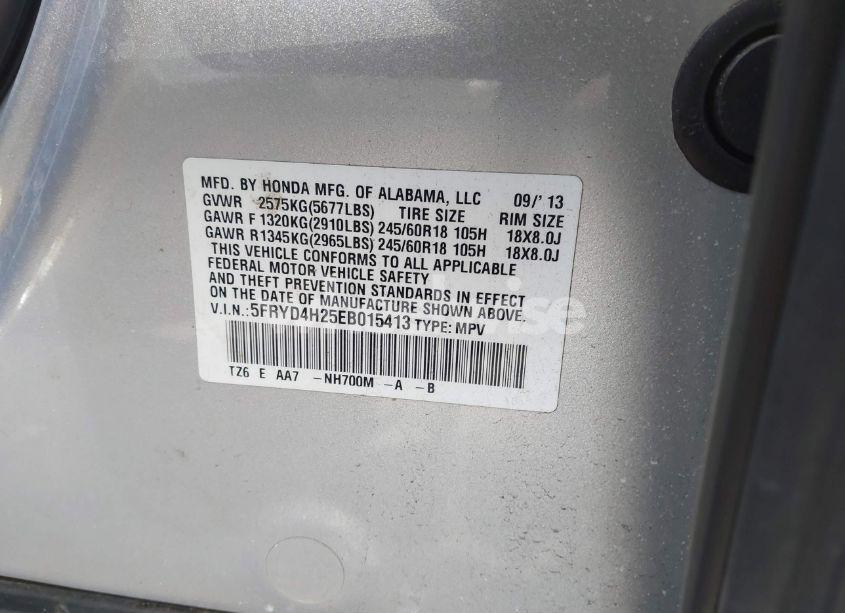 MFD. BY HONDA MFG. OF ALABAMA, LLC 09/' 13
GVWR 2575KG(5677LBS) TIRE SIZE RIM SIZE
GAWR F 1320KG(2910LBS) 245/60R18 105H 18X8.0J
GAWR R1345KG(2965LBS) 245/60R18 105H 18X8.0J
THIS VEHICLE CONFORMS TO ALL APPLICABLE
FEDERAL MOTOR VEHICLE SAFETY
AND THEFT PREVENTION STANDARDS IN EFFECT
ON THE DATE OF MANUFACTURE SHOWN ABOVE.
V.I.N.:5FRYD4H25EB015413 TYPE: MPV
TZ6 E AA7 -NH700M -A -B